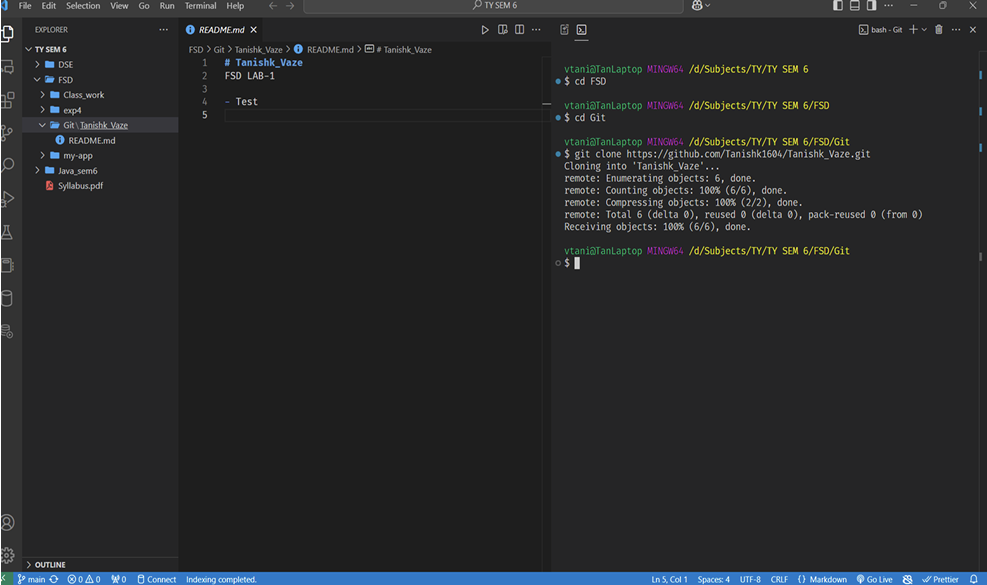 File Edit Selection View Go Run Terminal Help
TY SEM 6
EXPLORER
TY SEM 6
DSE
FSD
Class_work
exp4
Git\Tanishk_Vaze
README.md
my-app
Java_sem6
Syllabus.pdf
OUTLINE
README.md
FSD > Git > Tanishk_Vaze > README.md > # Tanishk_Vaze
1 # Tanishk_Vaze
2 FSD LAB-1
3
4 - Test
5
bash - Git
vtani@TanLaptop MINGW64 /d/Subjects/TY/TY SEM 6
$ cd FSD
vtani@TanLaptop MINGW64 /d/Subjects/TY/TY SEM 6/FSD
$ cd Git
vtani@TanLaptop MINGW64 /d/Subjects/TY/TY SEM 6/FSD/Git
$ git clone https://github.com/Tanishk1604/Tanishk_Vaze.git
Cloning into 'Tanishk_Vaze'...
remote: Enumerating objects: 6, done.
remote: Counting objects: 100% (6/6), done.
remote: Compressing objects: 100% (2/2), done.
remote: Total 6 (delta 0), reused 0 (delta 0), pack-reused 0 (from 0)
Receiving objects: 100% (6/6), done.
vtani@TanLaptop MINGW64 /d/Subjects/TY/TY SEM 6/FSD/Git
$
main 0 0 0 Connect Indexing completed. Ln 5, Col 1 Spaces: 4 UTF-8 CRLF {} Markdown Go Live Prettier